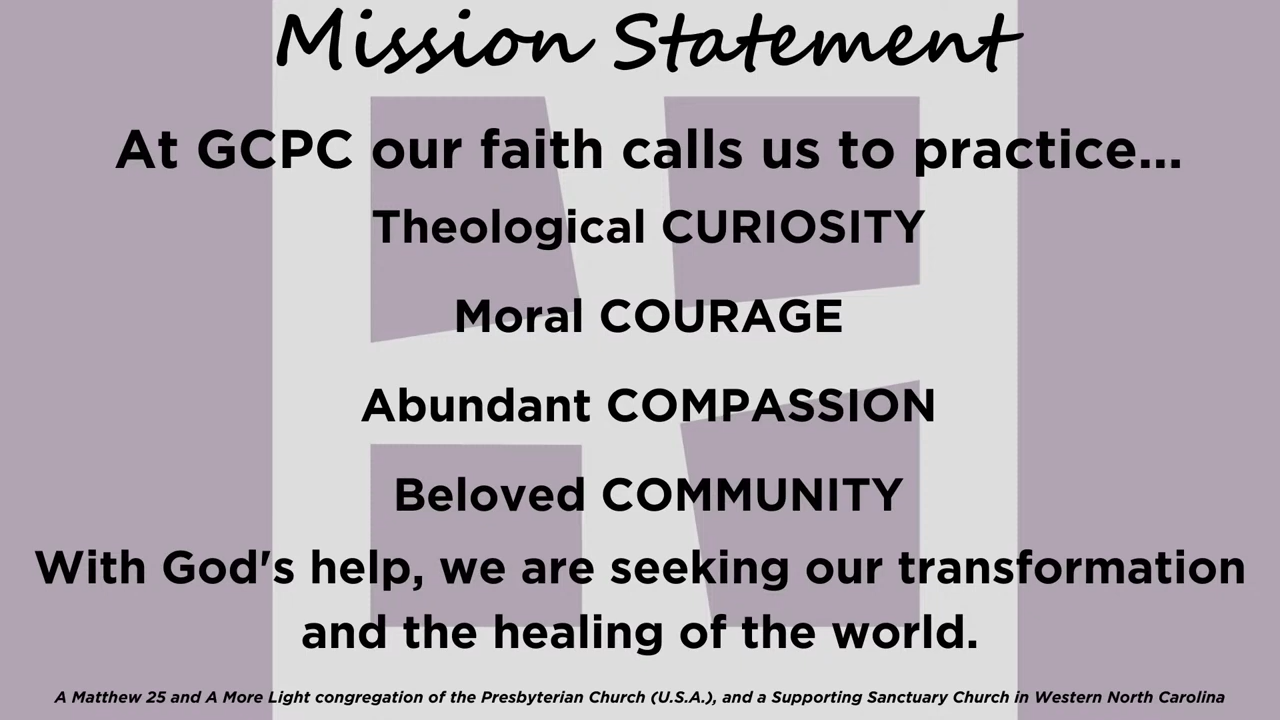 Mission Statement
At GCPC our faith calls us to practice...
Theological CURIOSITY
Moral COURAGE
Abundant COMPASSION
Beloved COMMUNITY
With God's help, we are seeking our transformation
and the healing of the world.
A Matthew 25 and A More Light congregation of the Presbyterian Church (U.S.A.), and a Supporting Sanctuary Church in Western North Carolina